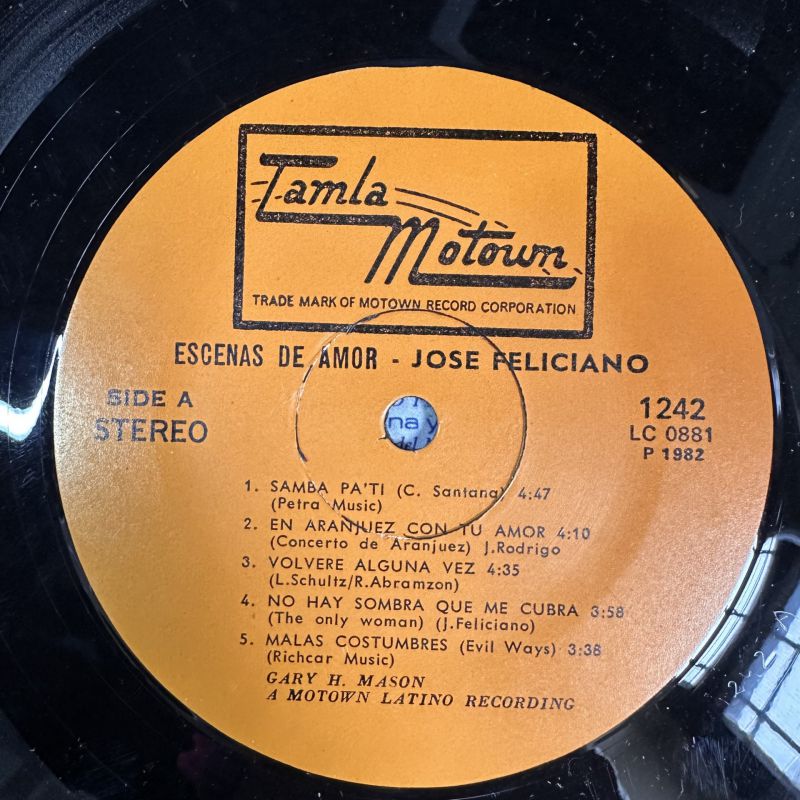 Tamla
Motown
TRADE MARK OF MOTOWN RECORD CORPORATION
ESCENAS DE AMOR - JOSE FELICIANO
SIDE A
STEREO
1242
LC 0881
P 1982
na y
1. SAMBA PA'TI (C. Santana) 4:47
(Petra Music)
2. EN ARANJUEZ CON TU AMOR 4:10
(Concerto de Aranjuez) J.Rodrigo
3. VOLVERE ALGUNA VEZ 4:35
(L.Schultz/R.Abramzon)
4. NO HAY SOMBRA QUE ME CUBRA 3:58
(The only woman) (J.Feliciano)
5. MALAS COSTUMBRES (Evil Ways) 3:38
(Richcar Music)
GARY H. MASON
A MOTOWN LATINO RECORDING